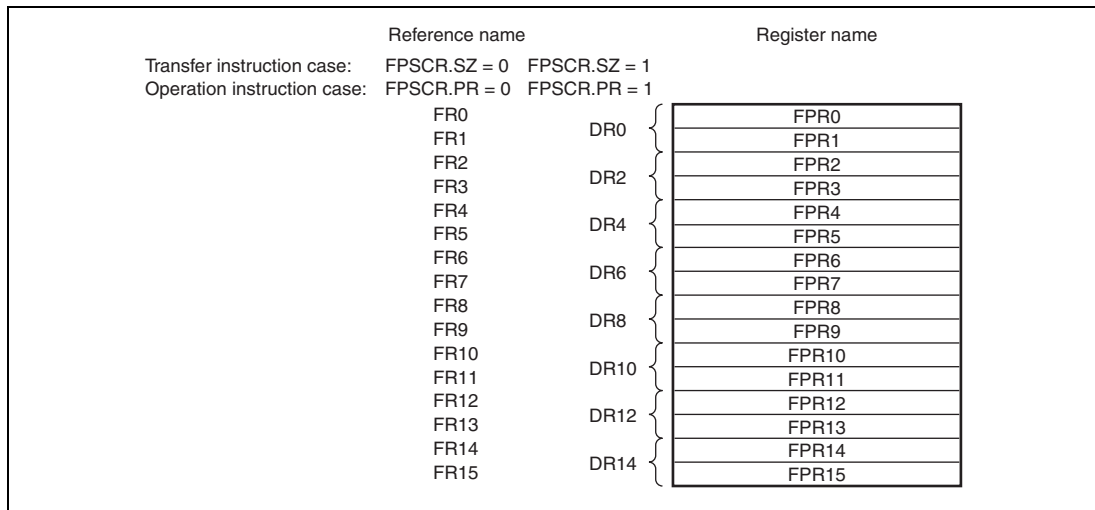 Reference name Register name
Transfer instruction case: FPSCR.SZ = 0 FPSCR.SZ = 1
Operation instruction case: FPSCR.PR = 0 FPSCR.PR = 1
FR0 FPR0
DR0
FR1 FPR1
FR2 FPR2
DR2
FR3 FPR3
FR4 FPR4
DR4
FR5 FPR5
FR6 FPR6
DR6
FR7 FPR7
FR8 FPR8
DR8
FR9 FPR9
FR10 FPR10
DR10
FR11 FPR11
FR12 FPR12
DR12
FR13 FPR13
FR14 FPR14
DR14
FR15 FPR15